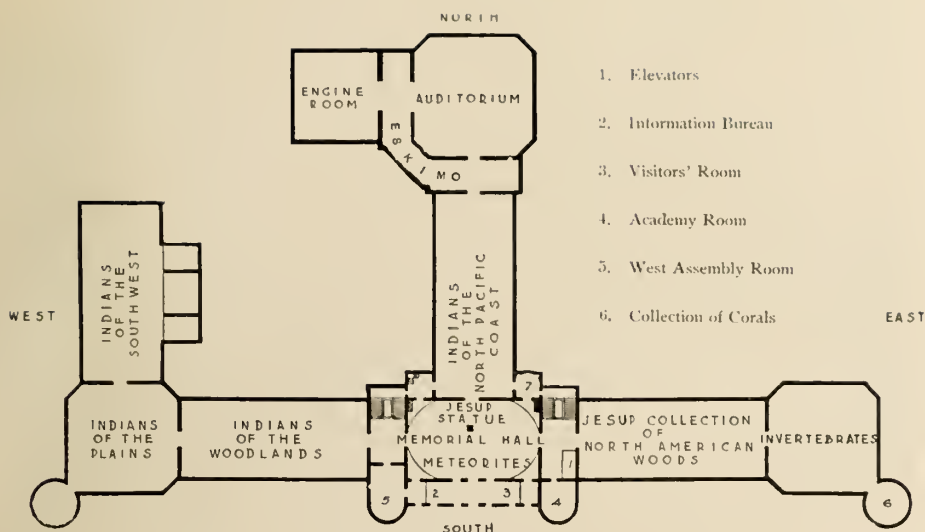 NORTH
ENGINE
ROOM
AUDITORIUM
ESKIMO
1. Elevators
2. Information Bureau
3. Visitors' Room
4. Academy Room
5. West Assembly Room
6. Collection of Corals
WEST
EAST
INDIANS
OF THE
SOUTHWEST
INDIANS
OF THE
NORTH PACIFIC
COAST
7
INDIANS
OF THE
PLAINS
INDIANS
OF THE
WOODLANDS
JESUP
STATUE
MEMORIAL HALL
METEORITES
JESUP COLLECTION
OF
NORTH AMERICAN
WOODS
INVERTEBRATES
1
5
2
3
4
6
SOUTH